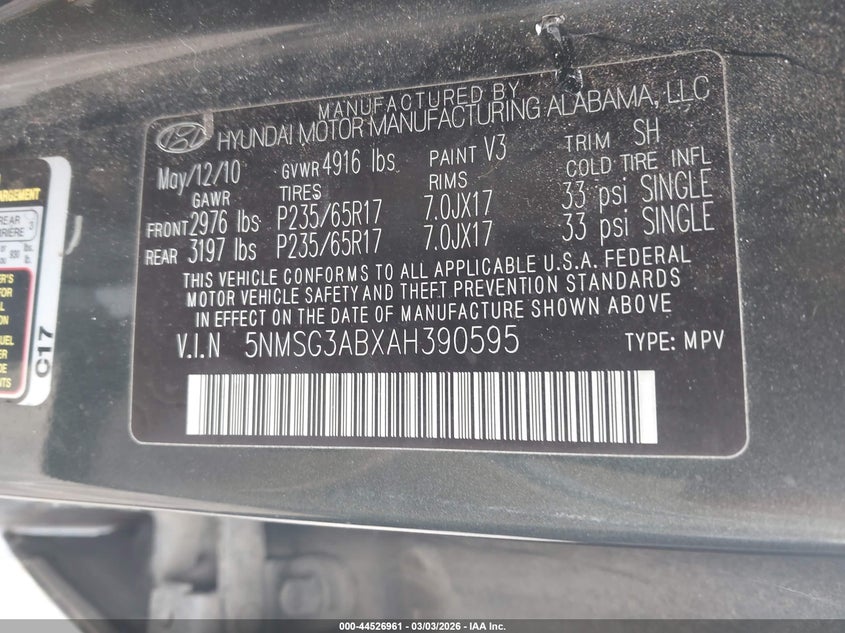 MANUFACTURED BY
HYUNDAI MOTOR MANUFACTURING ALABAMA, LLC
May/12/10 GVWR 4916 lbs PAINT V3 TRIM SH
GAWR TIRES RIMS COLD TIRE INFL
FRONT 2976 lbs P235/65R17 7.0JX17 33 psi SINGLE
REAR 3197 lbs P235/65R17 7.0JX17 33 psi SINGLE
THIS VEHICLE CONFORMS TO ALL APPLICABLE U.S.A. FEDERAL
MOTOR VEHICLE SAFETY AND THEFT PREVENTION STANDARDS
IN EFFECT ON THE DATE OF MANUFACTURE SHOWN ABOVE
V.I.N 5NMSG3ABXAH390595 TYPE: MPV
C17
000-44526961 - 03/03/2026 - IAA Inc.